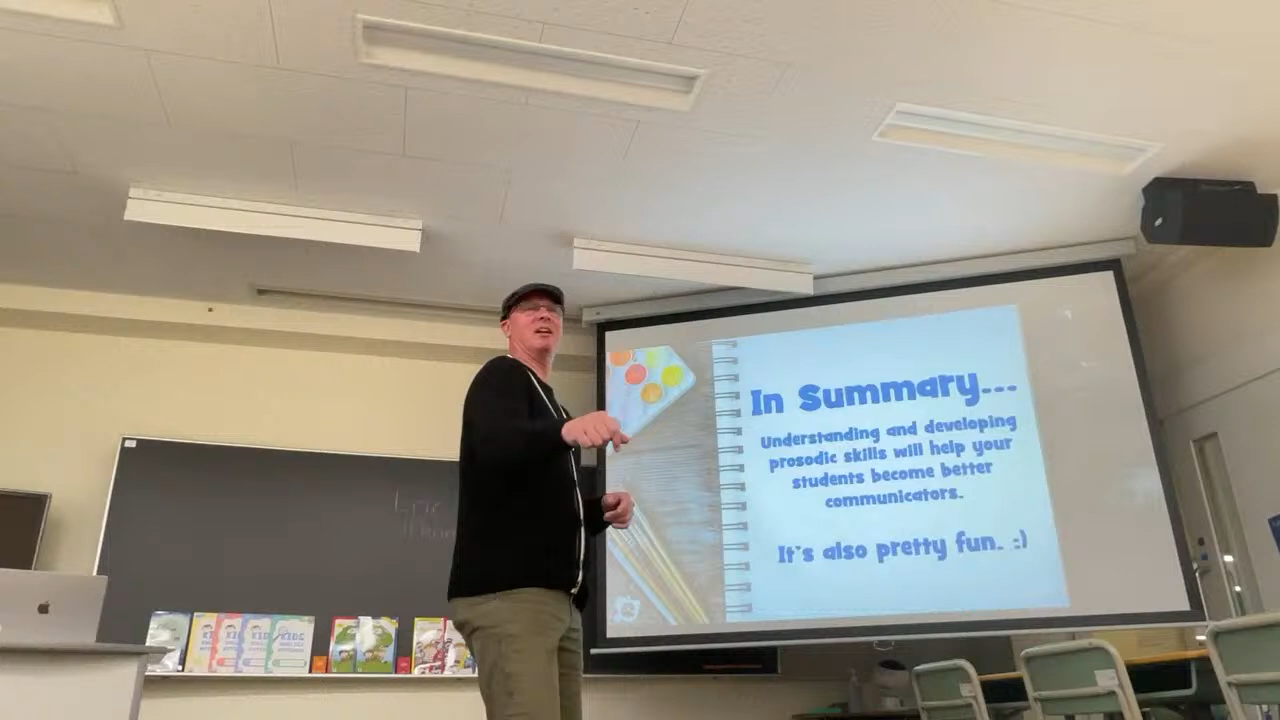 In Summary...
Understanding and developing
prosodic skills will help your
students become better
communicators.
It's also pretty fun. :)
KIDS